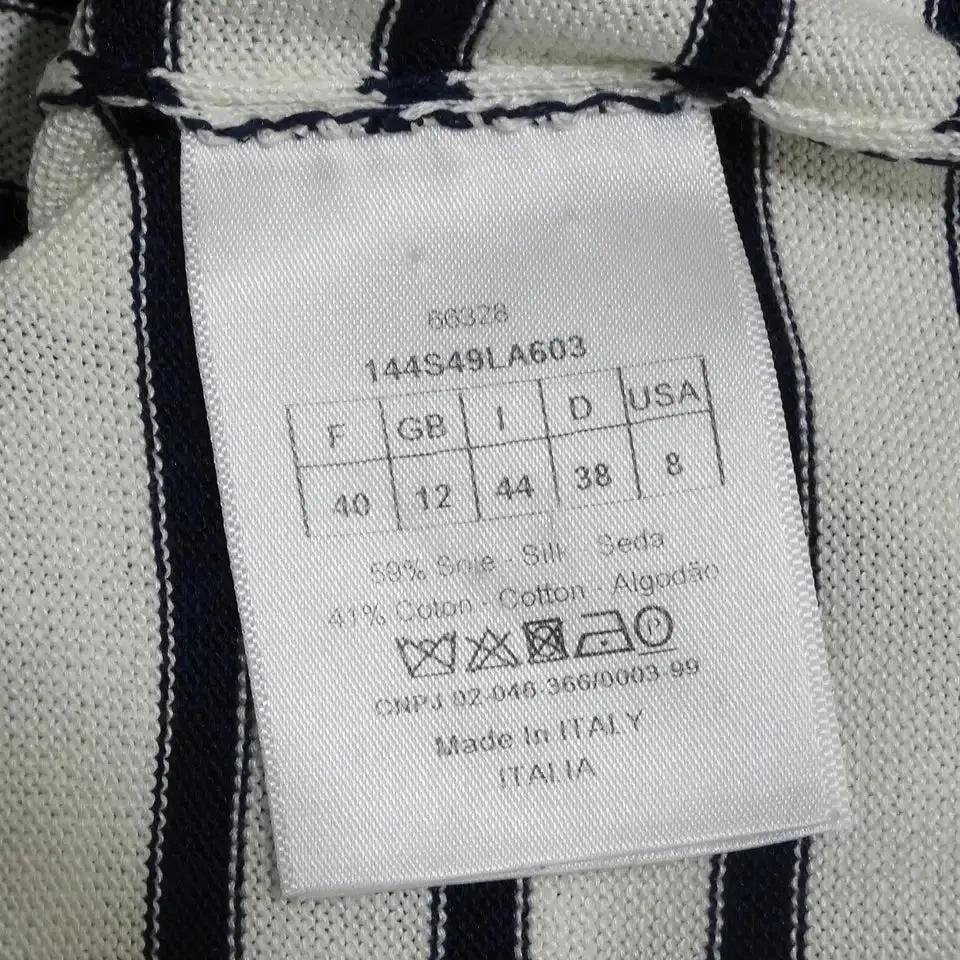 66328
144S49LA603
F GB I D USA
40 12 44 38 8
59% Soie - Silk - Seda
41% Coton - Cotton - Algodão
CNPJ 02-046-366/0003-99
Made In ITALY
ITALIA